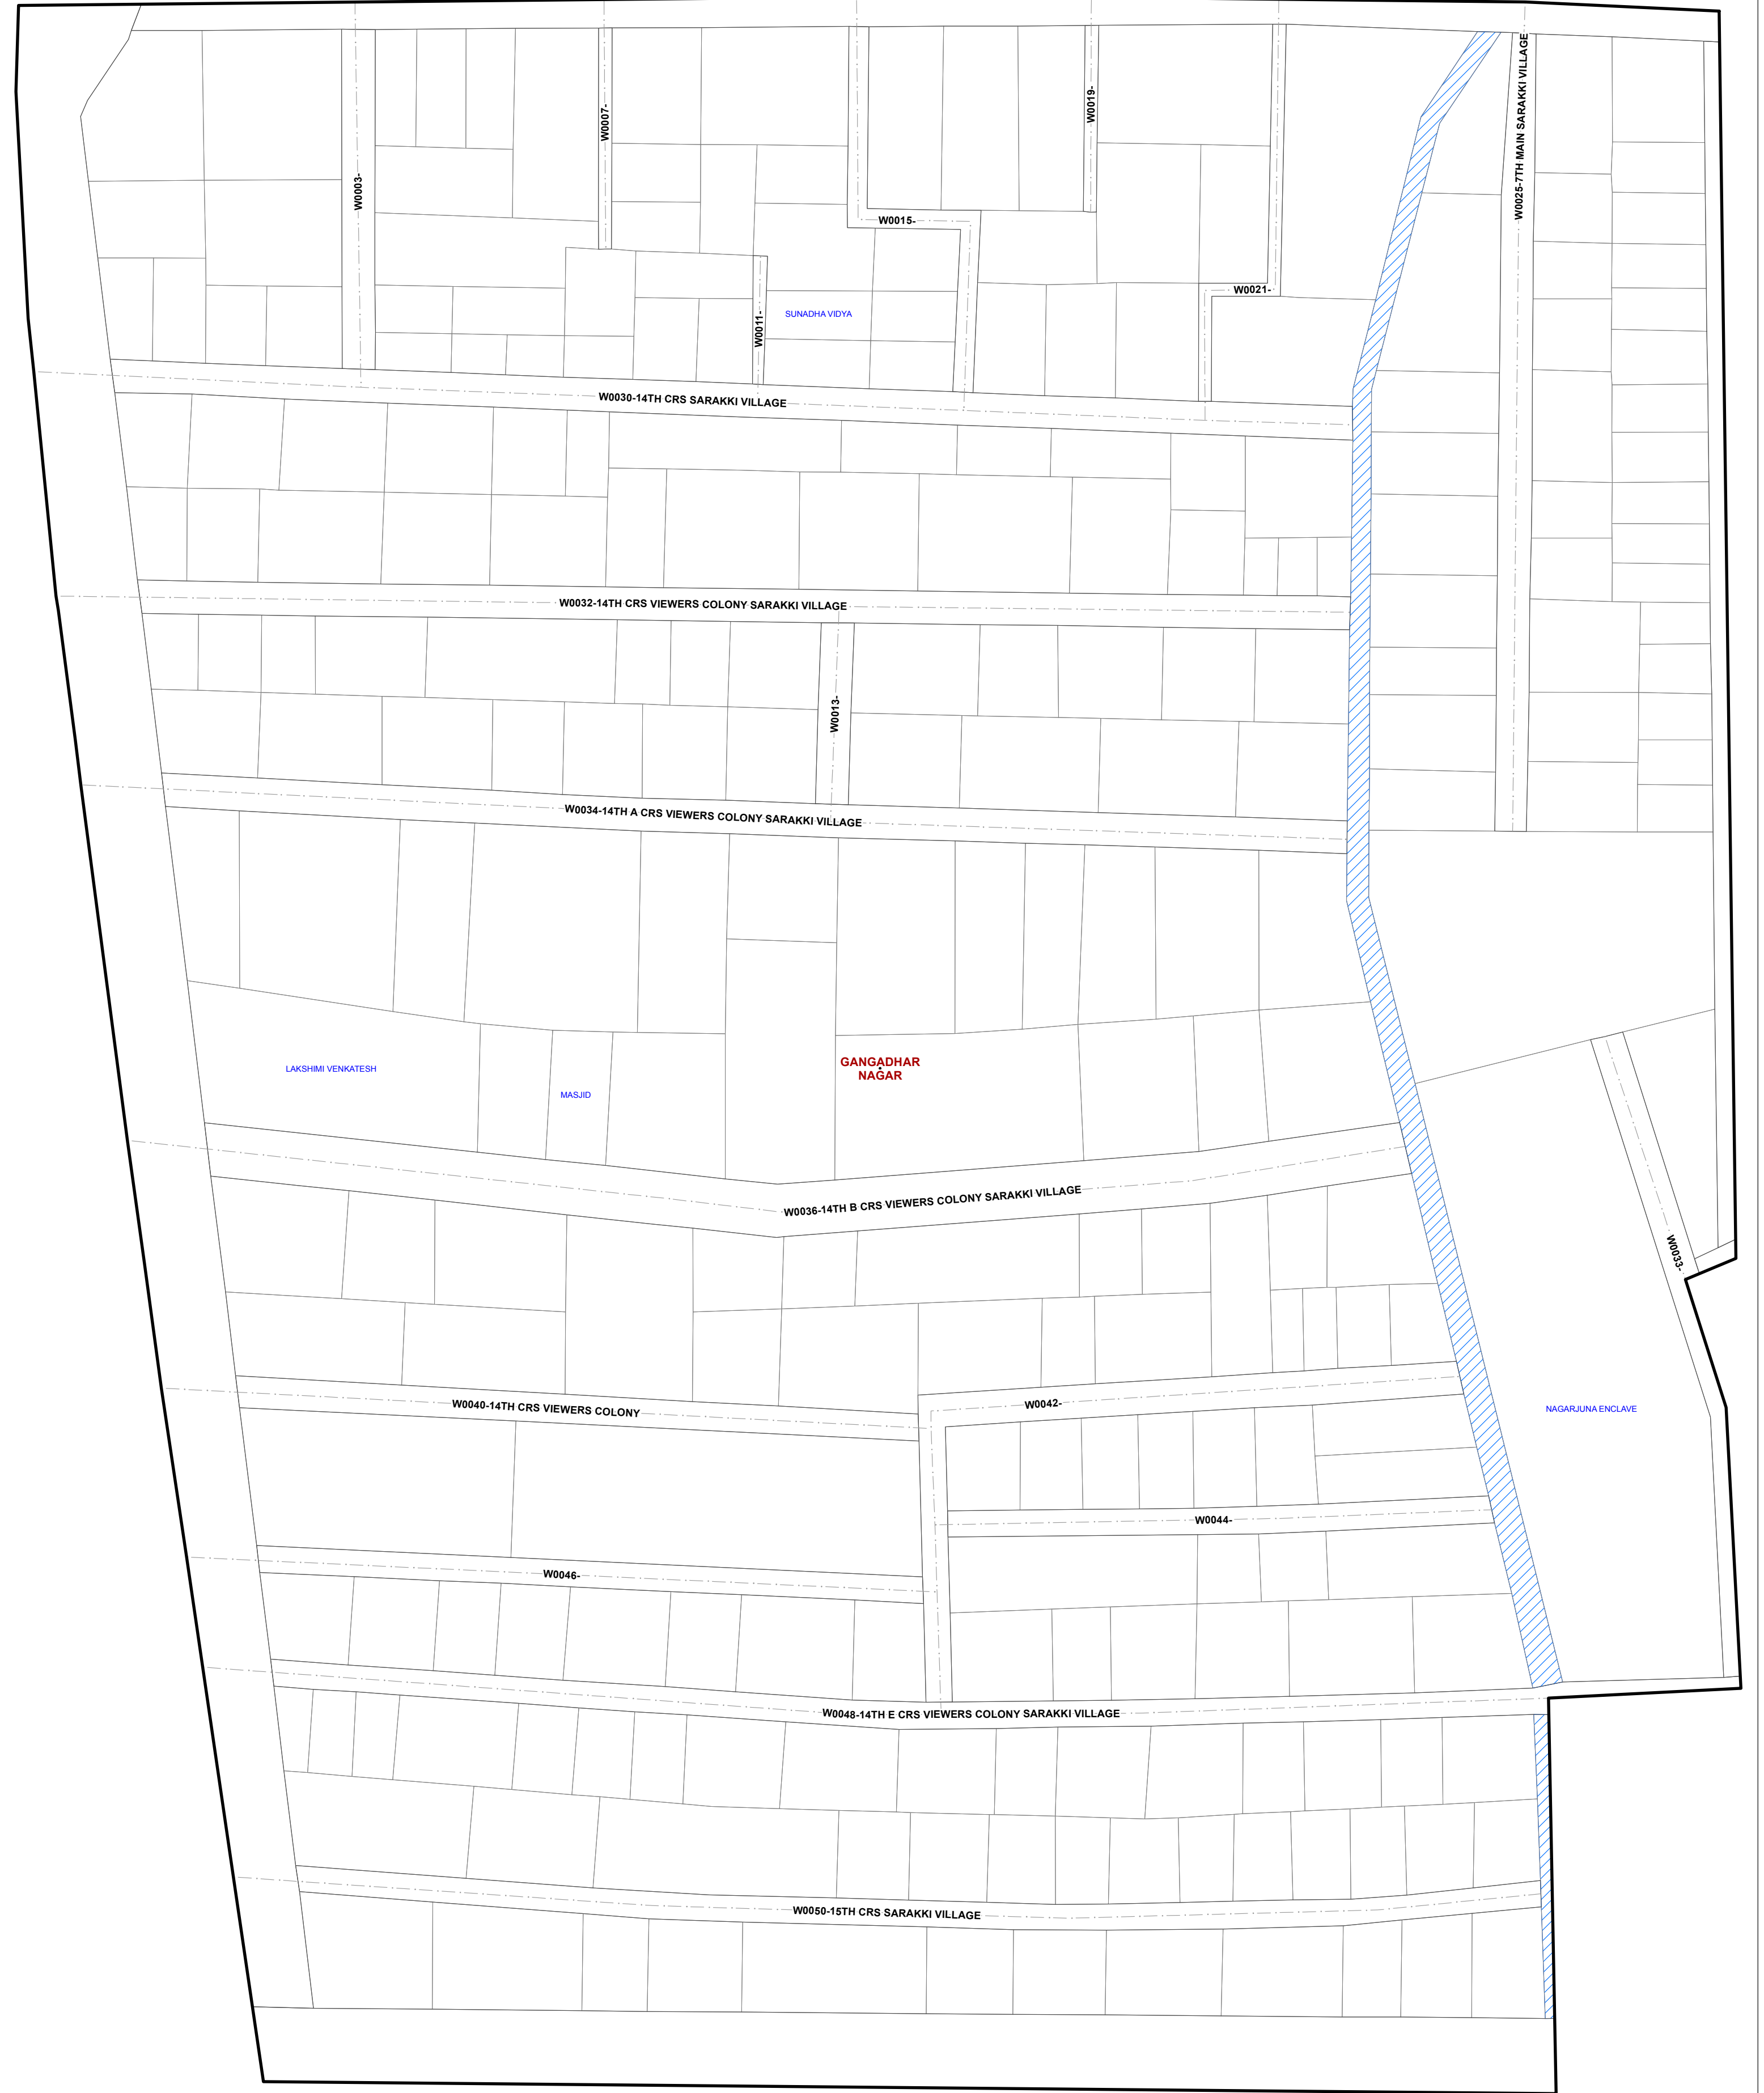 W0003-
W0007-
W0019-
W0025-7TH MAIN SARAKKI VILLAGE
W0015-
W0021-
W0011-
SUNADHA VIDYA
W0030-14TH CRS SARAKKI VILLAGE
W0032-14TH CRS VIEWERS COLONY SARAKKI VILLAGE
W0013-
W0034-14TH A CRS VIEWERS COLONY SARAKKI VILLAGE
LAKSHIMI VENKATESH
MASJID
GANGADHAR
NAGAR
W0036-14TH B CRS VIEWERS COLONY SARAKKI VILLAGE
W0033-
W0040-14TH CRS VIEWERS COLONY
W0042-
NAGARJUNA ENCLAVE
W0044-
W0046-
W0048-14TH E CRS VIEWERS COLONY SARAKKI VILLAGE
W0050-15TH CRS SARAKKI VILLAGE